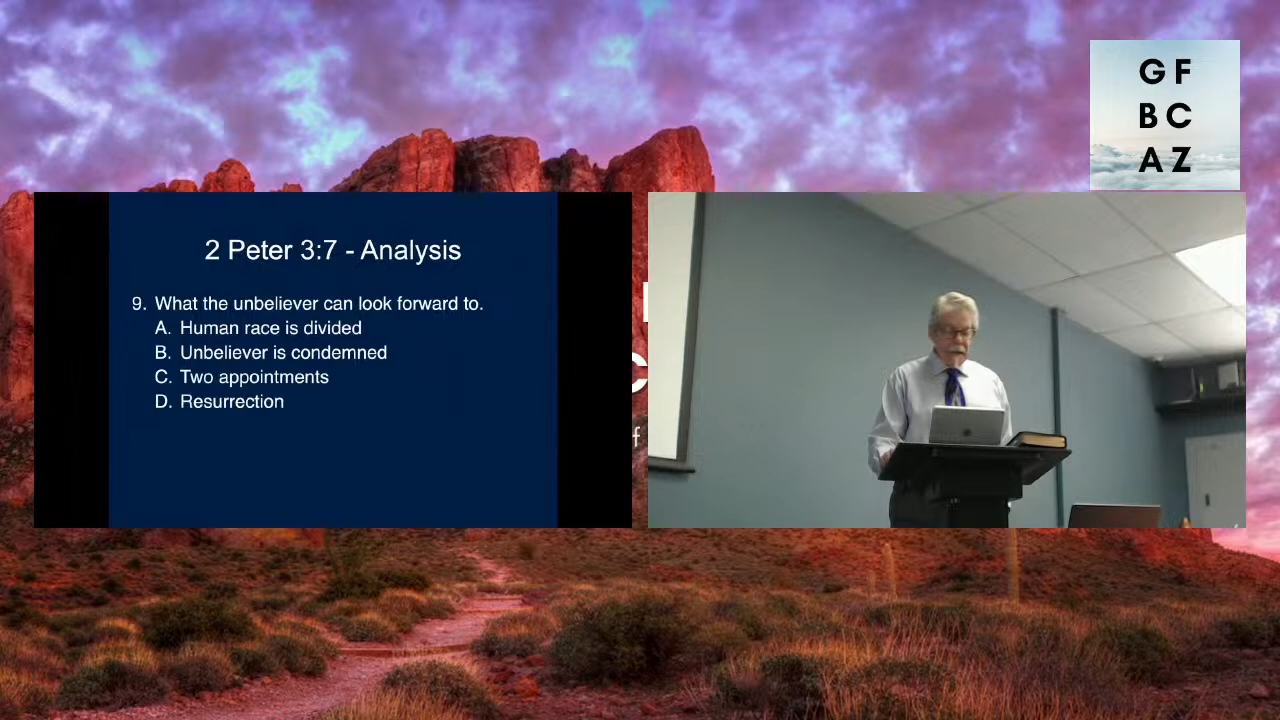 G F
B C
A Z
2 Peter 3:7 - Analysis
9. What the unbeliever can look forward to.
A. Human race is divided
B. Unbeliever is condemned
C. Two appointments
D. Resurrection